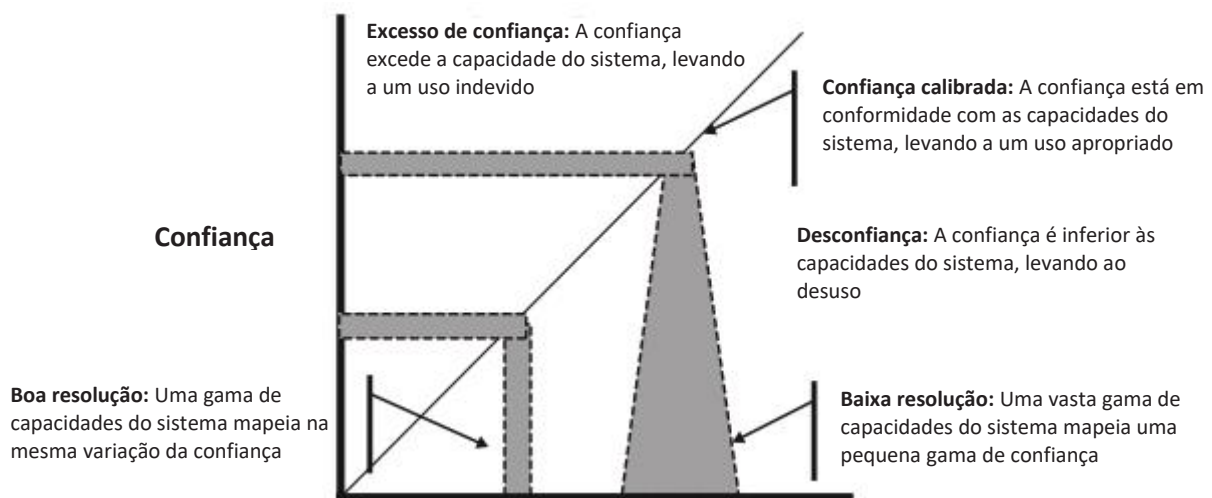 Excesso de confiança: A confiança
excede a capacidade do sistema, levando
a um uso indevido
Confiança calibrada: A confiança está em
conformidade com as capacidades do
sistema, levando a um uso apropriado
Confiança
Desconfiança: A confiança é inferior às
capacidades do sistema, levando ao
desuso
Boa resolução: Uma gama de
capacidades do sistema mapeia na
mesma variação da confiança
Baixa resolução: Uma vasta gama de
capacidades do sistema mapeia uma
pequena gama de confiança